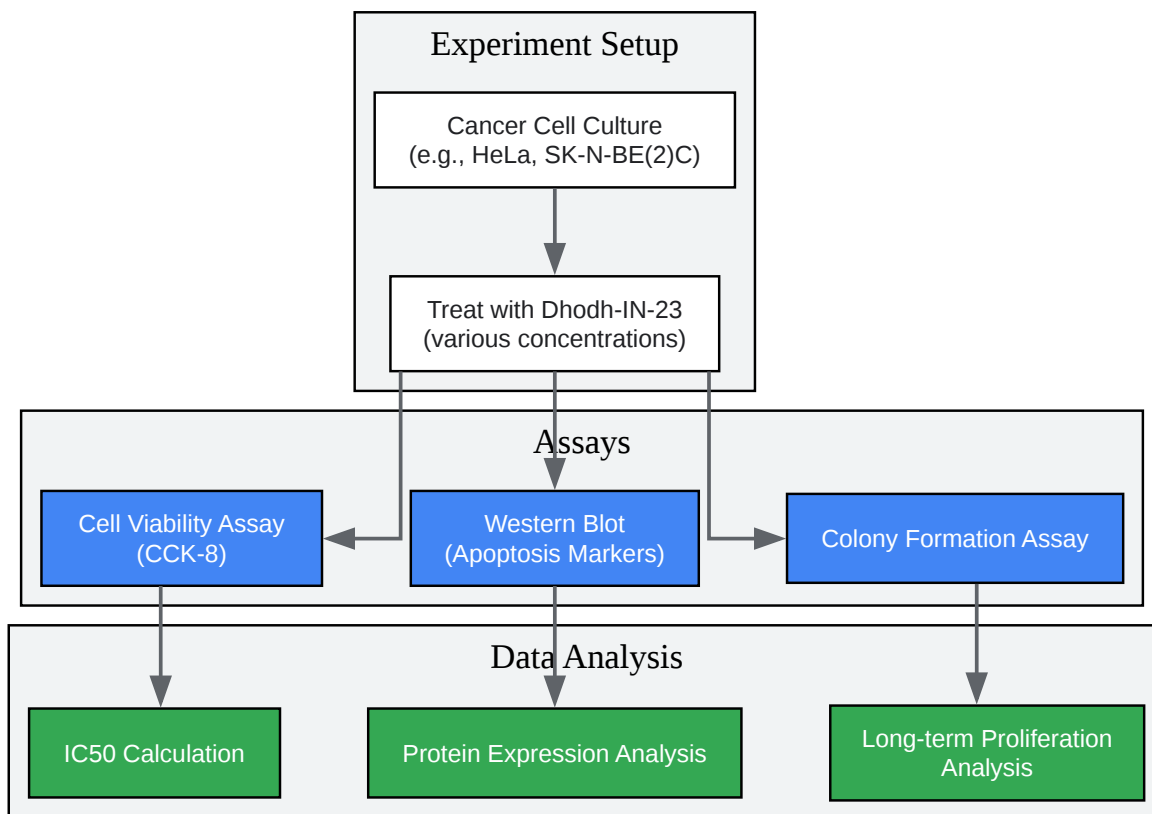 Experiment Setup
Cancer Cell Culture
(e.g., HeLa, SK-N-BE(2)C)
Treat with Dhodh-IN-23
(various concentrations)
Assays
Cell Viability Assay
(CCK-8)
Western Blot
(Apoptosis Markers)
Colony Formation Assay
Data Analysis
IC50 Calculation
Protein Expression Analysis
Long-term Proliferation
Analysis